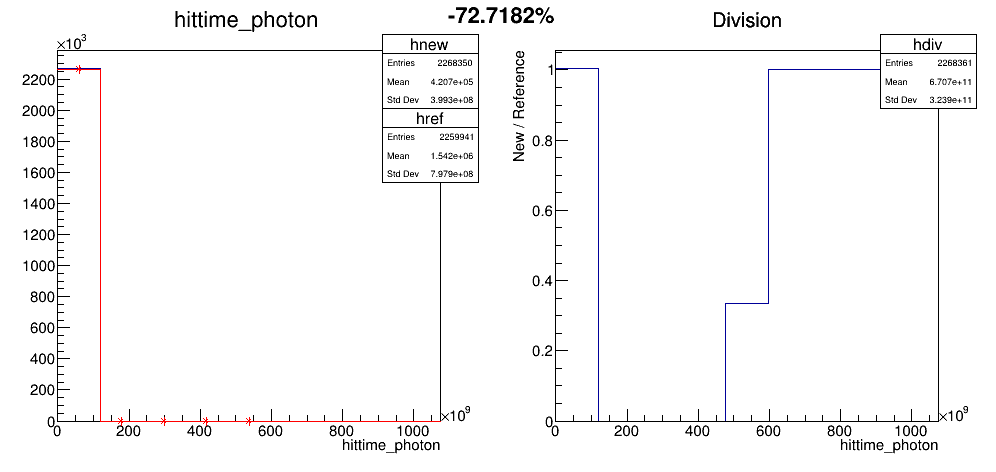 -72.7182%
hittime_photon
×10³
2200
2000
1800
1600
1400
1200
1000
800
600
400
200
0
0 200 400 600 800 1000
×10⁹
hittime_photon
hnew
Entries 2268350
Mean 4.207e+05
Std Dev 3.993e+08
href
Entries 2259941
Mean 1.542e+06
Std Dev 7.979e+08
Division
New / Reference
1
0.8
0.6
0.4
0.2
0
0 200 400 600 800 1000
×10⁹
hittime_photon
hdiv
Entries 2268361
Mean 6.707e+11
Std Dev 3.239e+11